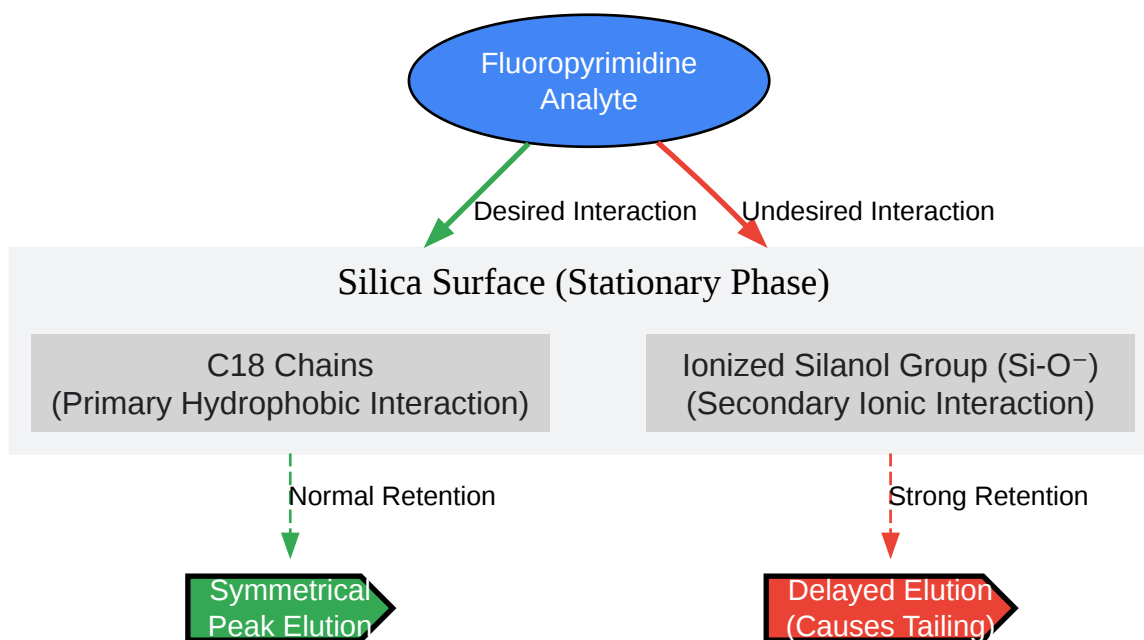 Fluoropyrimidine
Analyte
Desired Interaction
Undesired Interaction
Silica Surface (Stationary Phase)
C18 Chains
(Primary Hydrophobic Interaction)
Ionized Silanol Group (Si-O⁻)
(Secondary Ionic Interaction)
Normal Retention
Strong Retention
Symmetrical
Peak Elution
Delayed Elution
(Causes Tailing)